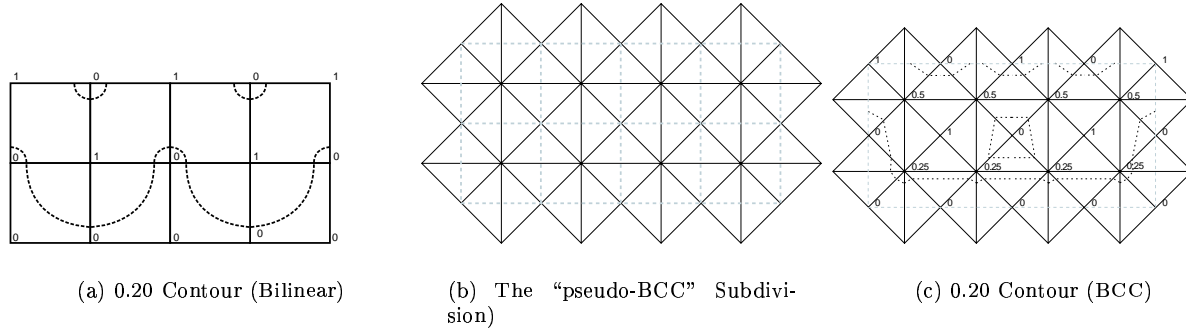 1 0 1 0 1
0 1 0 1 0
0 0 0 0 0
(a) 0.20 Contour (Bilinear)
(b) The “pseudo-BCC” Subdivi-
sion)
1 0 1 0 1
0.5 0.5 0.5 0.5
0 1 0 1 0
0.25 0.25 0.25 0.25
0 0 0 0 0
(c) 0.20 Contour (BCC)